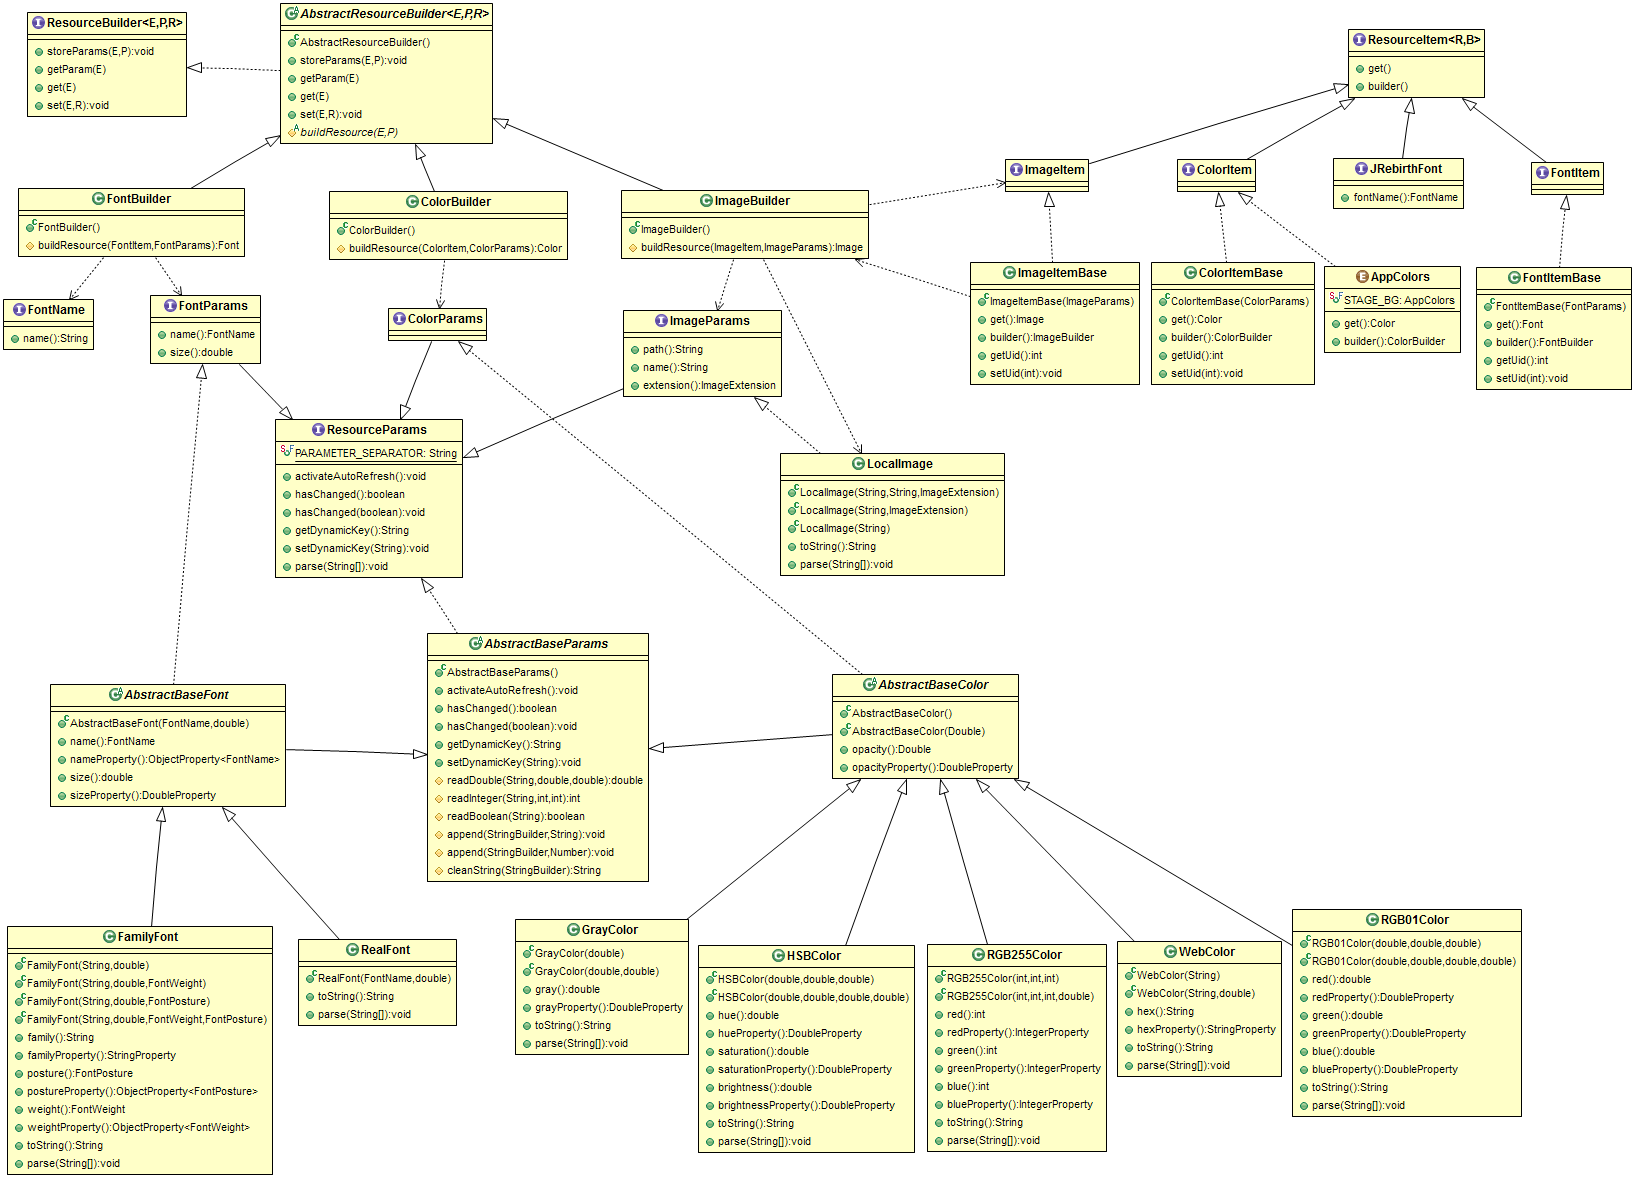 ResourceBuilder<E,P,R>
storeParams(E,P):void
getParam(E)
get(E)
set(E,R):void
AbstractResourceBuilder<E,P,R>
AbstractResourceBuilder()
storeParams(E,P):void
getParam(E)
get(E)
set(E,R):void
buildResource(E,P)
ResourceItem<R,B>
get()
builder()
FontBuilder
FontBuilder()
buildResource(FontItem,FontParams):Font
ColorBuilder
ColorBuilder()
buildResource(ColorItem,ColorParams):Color
ImageBuilder
ImageBuilder()
buildResource(ImageItem,ImageParams):Image
ImageItem
ColorItem
JRebirthFont
fontName():FontName
FontItem
FontName
name():String
FontParams
name():FontName
size():double
ColorParams
ImageParams
path():String
name():String
extension():ImageExtension
ImageItemBase
ImageItemBase(ImageParams)
get():Image
builder():ImageBuilder
getUid():int
setUid(int):void
ColorItemBase
ColorItemBase(ColorParams)
get():Color
builder():ColorBuilder
getUid():int
setUid(int):void
AppColors
STAGE_BG: AppColors
get():Color
builder():ColorBuilder
FontItemBase
FontItemBase(FontParams)
get():Font
builder():FontBuilder
getUid():int
setUid(int):void
ResourceParams
PARAMETER_SEPARATOR: String
activateAutoRefresh():void
hasChanged():boolean
hasChanged(boolean):void
getDynamicKey():String
setDynamicKey(String):void
parse(String[]):void
LocalImage
LocalImage(String,String,ImageExtension)
LocalImage(String,ImageExtension)
LocalImage(String)
toString():String
parse(String[]):void
AbstractBaseFont
AbstractBaseFont(FontName,double)
name():FontName
nameProperty():ObjectProperty<FontName>
size():double
sizeProperty():DoubleProperty
AbstractBaseParams
AbstractBaseParams()
activateAutoRefresh():void
hasChanged():boolean
hasChanged(boolean):void
getDynamicKey():String
setDynamicKey(String):void
readDouble(String,double,double):double
readInteger(String,int,int):int
readBoolean(String):boolean
append(StringBuilder,String):void
append(StringBuilder,Number):void
cleanString(StringBuilder):String
AbstractBaseColor
AbstractBaseColor()
AbstractBaseColor(Double)
opacity():Double
opacityProperty():DoubleProperty
FamilyFont
FamilyFont(String,double)
FamilyFont(String,double,FontWeight)
FamilyFont(String,double,FontPosture)
FamilyFont(String,double,FontWeight,FontPosture)
family():String
familyProperty():StringProperty
posture():FontPosture
postureProperty():ObjectProperty<FontPosture>
weight():FontWeight
weightProperty():ObjectProperty<FontWeight>
toString():String
parse(String[]):void
RealFont
RealFont(FontName,double)
toString():String
parse(String[]):void
GrayColor
GrayColor(double)
GrayColor(double,double)
gray():double
grayProperty():DoubleProperty
toString():String
parse(String[]):void
HSBColor
HSBColor(double,double,double)
HSBColor(double,double,double,double)
hue():double
hueProperty():DoubleProperty
saturation():double
saturationProperty():DoubleProperty
brightness():double
brightnessProperty():DoubleProperty
toString():String
parse(String[]):void
RGB255Color
RGB255Color(int,int,int)
RGB255Color(int,int,int,double)
red():int
redProperty():IntegerProperty
green():int
greenProperty():IntegerProperty
blue():int
blueProperty():IntegerProperty
toString():String
parse(String[]):void
WebColor
WebColor(String)
WebColor(String,double)
hex():String
hexProperty():StringProperty
toString():String
parse(String[]):void
RGB01Color
RGB01Color(double,double,double)
RGB01Color(double,double,double,double)
red():double
redProperty():DoubleProperty
green():double
greenProperty():DoubleProperty
blue():double
blueProperty():DoubleProperty
toString():String
parse(String[]):void